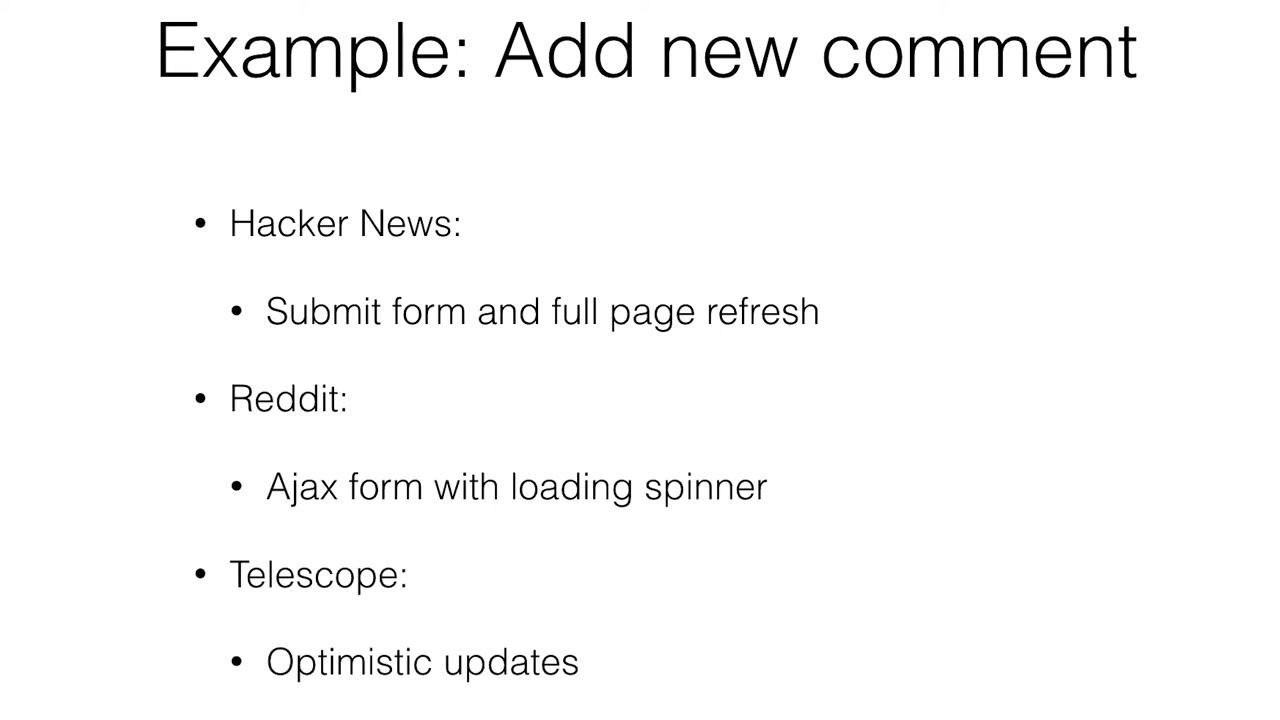 Example: Add new comment
• Hacker News:
• Submit form and full page refresh
• Reddit:
• Ajax form with loading spinner
• Telescope:
• Optimistic updates